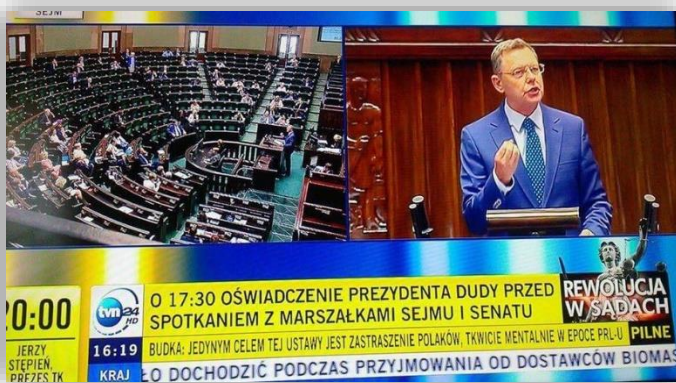 SEJM
20:00
JERZY
STĘPIEŃ,
PREZES TK
tvn24
HD
16:19
KRAJ
O 17:30 OŚWIADCZENIE PREZYDENTA DUDY PRZED
SPOTKANIEM Z MARSZAŁKAMI SEJMU I SENATU
REWOLUCJA
W SĄDACH
PILNE
BUDKA: JEDYNYM CELEM TEJ USTAWY JEST ZASTRASZENIE POLAKÓW, TKWICIE MENTALNIE W EPOCE PRL-U
ŁO DOCHODZIĆ PODCZAS PRZYJMOWANIA OD DOSTAWCÓW BIOMAS